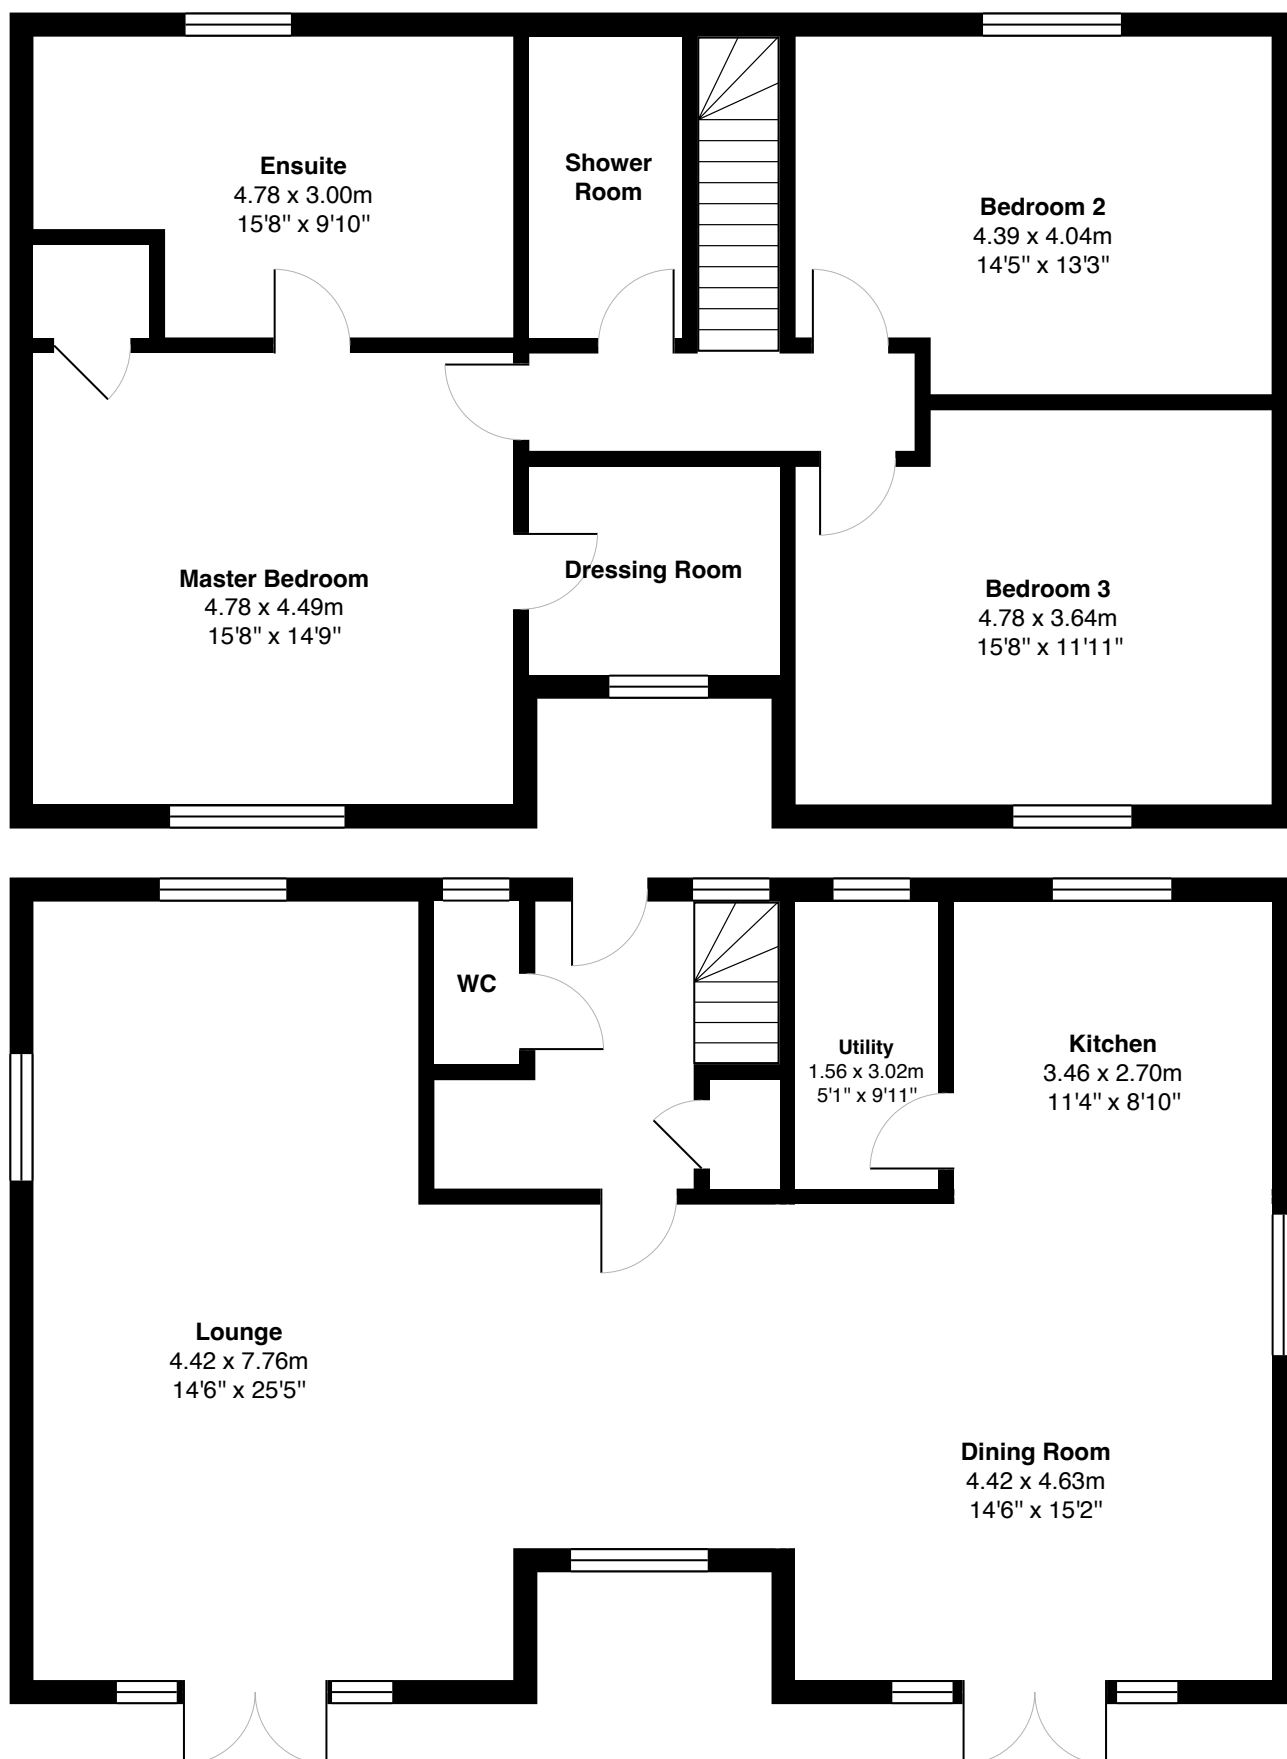 Ensuite
4.78 x 3.00m
15'8" x 9'10"
Shower
Room
Bedroom 2
4.39 x 4.04m
14'5" x 13'3"
Master Bedroom
4.78 x 4.49m
15'8" x 14'9"
Dressing Room
Bedroom 3
4.78 x 3.64m
15'8" x 11'11"
WC
Utility
1.56 x 3.02m
5'1" x 9'11"
Kitchen
3.46 x 2.70m
11'4" x 8'10"
Lounge
4.42 x 7.76m
14'6" x 25'5"
Dining Room
4.42 x 4.63m
14'6" x 15'2"